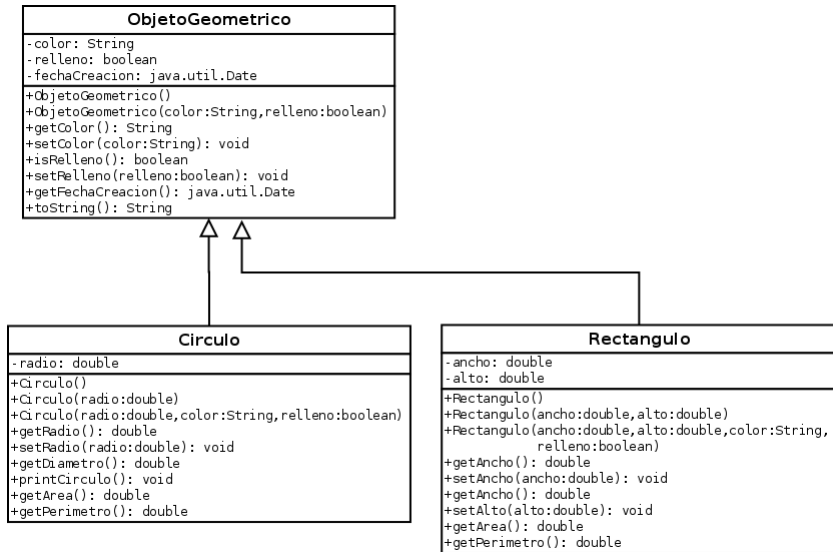 ObjetoGeometrico
-color: String
-relleno: boolean
-fechaCreacion: java.util.Date
+ObjetoGeometrico()
+ObjetoGeometrico(color:String,relleno:boolean)
+getColor(): String
+setColor(color:String): void
+isRelleno(): boolean
+setRelleno(relleno:boolean): void
+getFechaCreacion(): java.util.Date
+toString(): String
Circulo
-radio: double
+Circulo()
+Circulo(radio:double)
+Circulo(radio:double,color:String,relleno:boolean)
+getRadio(): double
+setRadio(radio:double): void
+getDiametro(): double
+printCirculo(): void
+getArea(): double
+getPerimetro(): double
Rectangulo
-ancho: double
-alto: double
+Rectangulo()
+Rectangulo(ancho:double,alto:double)
+Rectangulo(ancho:double,alto:double,color:String,
relleno:boolean)
+getAncho(): double
+setAncho(ancho:double): void
+getAncho(): double
+setAlto(alto:double): void
+getArea(): double
+getPerimetro(): double